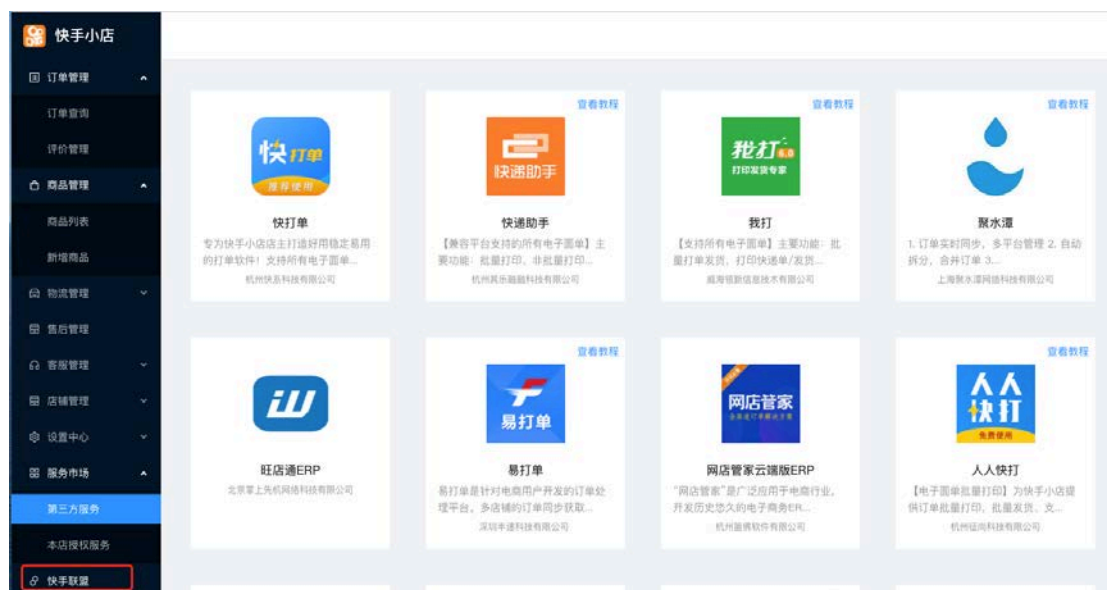 快手小店
订单管理
订单查询
评价管理
商品管理
商品列表
新增商品
物流管理
售后管理
客服管理
店铺管理
设置中心
服务市场
第三方服务
本店授权服务
快手联盟
快打单
推荐使用
快打单
专为快手小店店主打造好用稳定易用
的打单软件！支持所有电子面单...
杭州快系科技有限公司
查看教程
快递助手
快递助手
【兼容平台支持的所有电子面单】主
要功能：批量打印、非批量打印...
杭州其乐融融科技有限公司
查看教程
我打6.0
打印发货专家
我打
【支持所有电子面单】主要功能：批
量打单发货，打印快递单/发货...
威海银新信息技术有限公司
查看教程
聚水潭
1. 订单实时同步，多平台管理 2. 自动
拆分，合并订单 3...
上海聚水潭网络科技有限公司
旺店通ERP
北京掌上先机网络科技有限公司
查看教程
易打单
易打单
易打单是针对电商用户开发的订单处
理平台，多店铺的订单同步获取...
深圳丰速科技有限公司
网店管家
网店管家云端版ERP
“网店管家”是广泛应用于电商行业，
开发历史悠久的电子商务ER...
杭州笛佛软件有限公司
查看教程
人人
快打
免费使用
人人快打
【电子面单批量打印】为快手小店提
供订单批量打印，批量发货、支...
杭州征尚科技有限公司